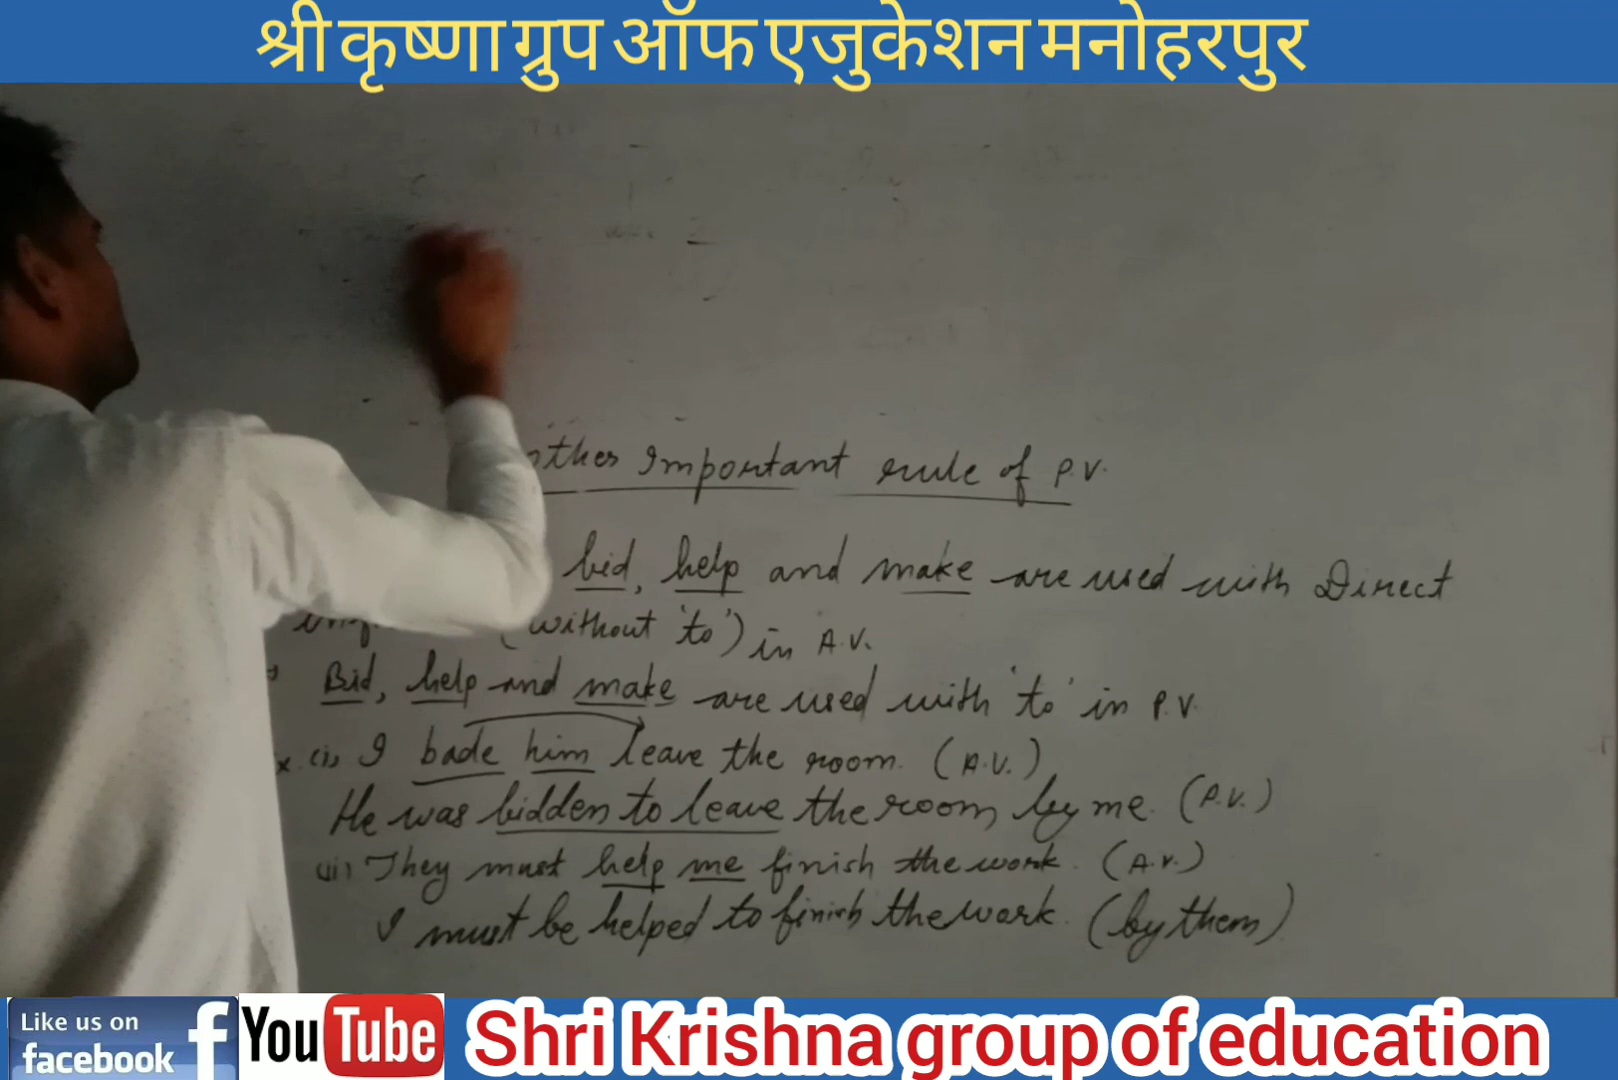 श्री कृष्णा ग्रुप ऑफ एजुकेशन मनोहरपुर
Important rule of P.V.
bid, help and make are used with Direct
(without 'to') in A.V.
Bid, help and make are used with 'to' in P.V.
x. (i) I bade him leave the room. (A.V.)
He was bidden to leave the room by me. (P.V.)
(ii) They must help me finish the work. (A.V.)
I must be helped to finish the work. (by them)
Like us on
facebook f
YouTube
Shri Krishna group of education